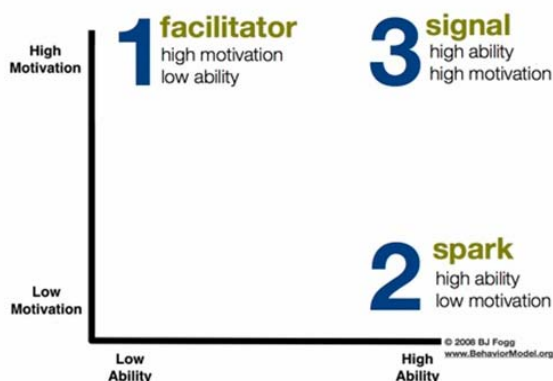 High
Motivation
1 facilitator
high motivation
low ability
3 signal
high ability
high motivation
2 spark
high ability
low motivation
Low
Motivation
Low
Ability
High
Ability
© 2008 BJ Fogg
www.BehaviorModel.org